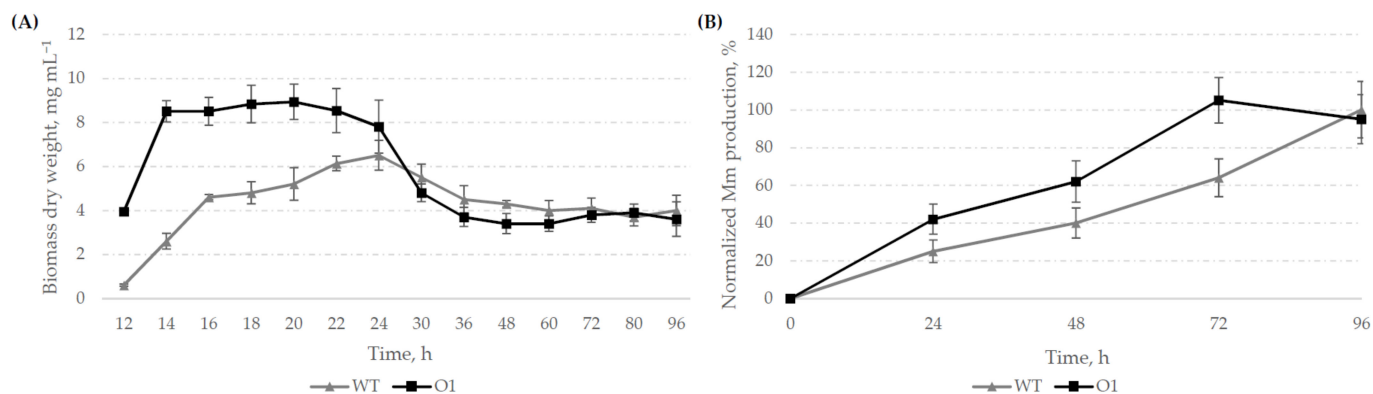 (A)
Biomass dry weight, mg mL⁻¹
12
10
8
6
4
2
0
12 14 16 18 20 22 24 30 36 48 60 72 80 96
Time, h
WT O1
(B)
Normalized Mm production, %
140
120
100
80
60
40
20
0
0 24 48 72 96
Time, h
WT O1